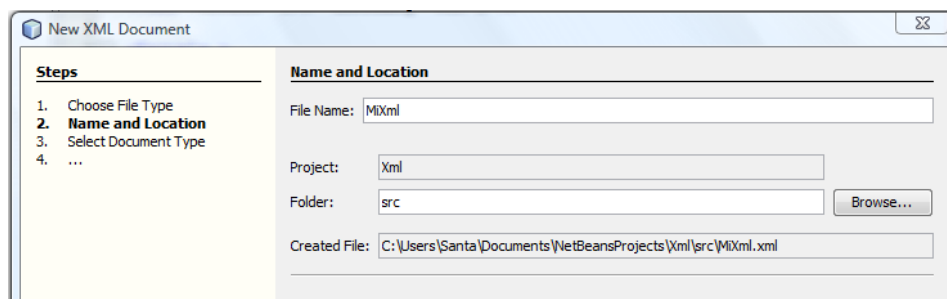 New XML Document
Steps
1. Choose File Type
2. Name and Location
3. Select Document Type
4. ...
Name and Location
File Name: MiXml
Project: Xml
Folder: src Browse...
Created File: C:\Users\Santa\Documents\NetBeansProjects\Xml\src\MiXml.xml